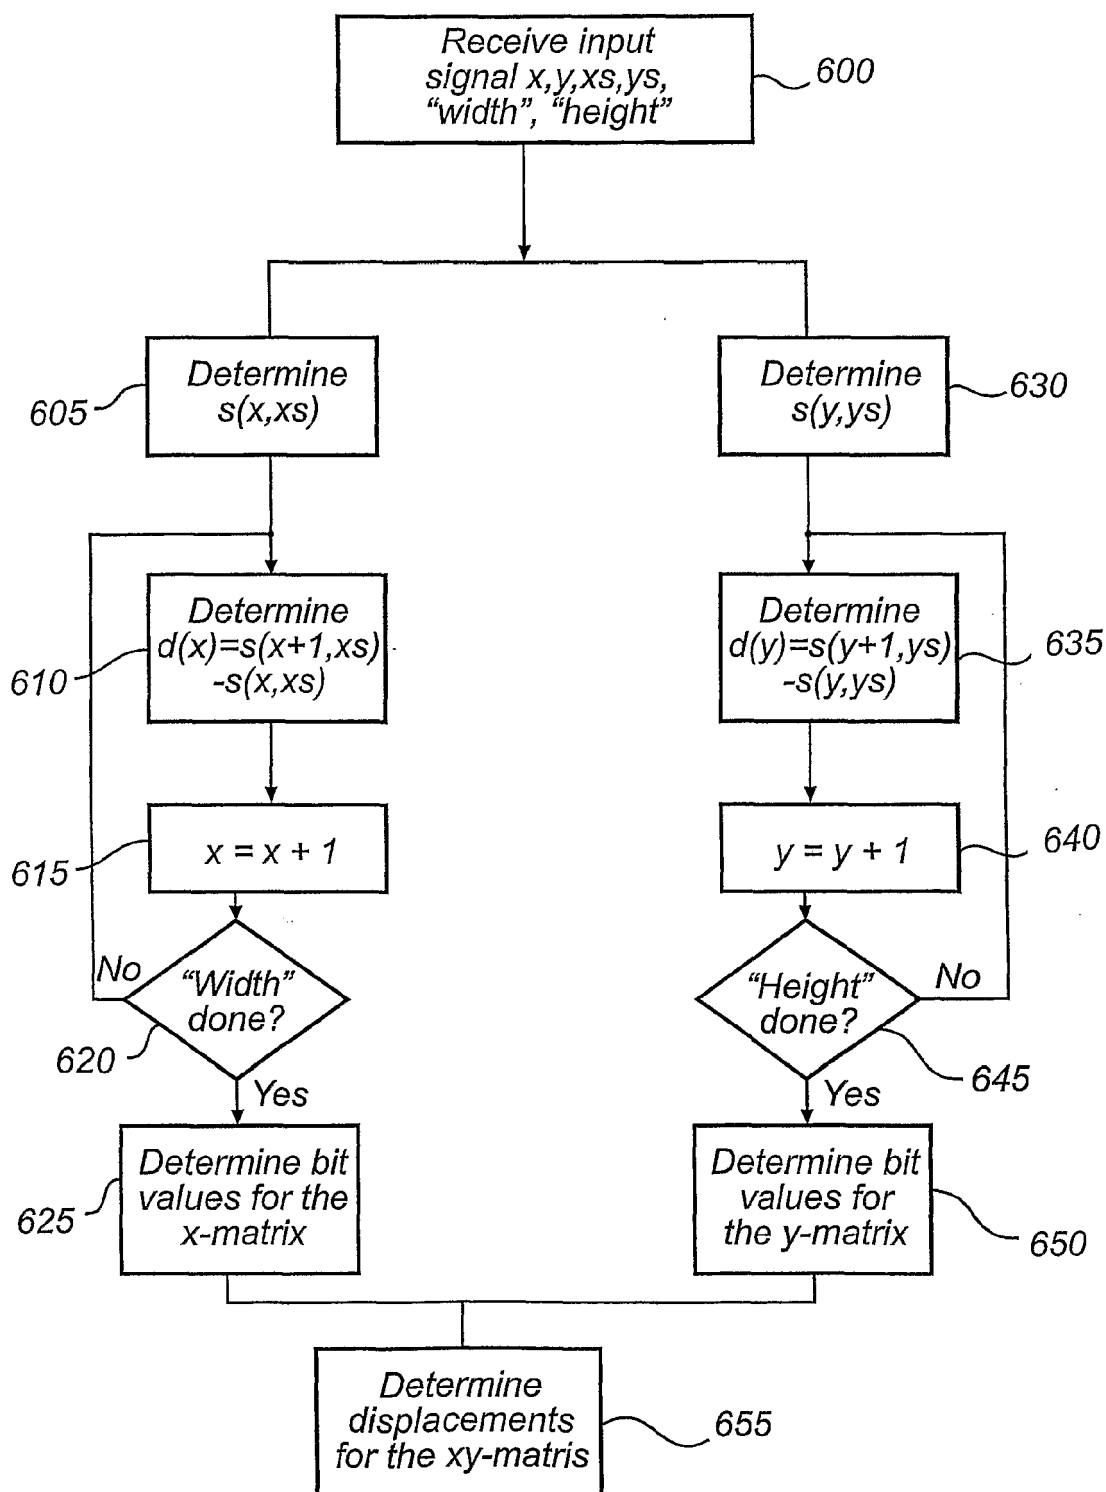 Receive input
signal x,y,xs,ys,
“width”, “height”
600
Determine
s(x,xs)
605
Determine
d(x)=s(x+1,xs)
-s(x,xs)
610
x = x + 1
615
“Width”
done?
No
620
Yes
Determine bit
values for the
x-matrix
625
Determine
s(y,ys)
630
Determine
d(y)=s(y+1,ys)
-s(y,ys)
635
y = y + 1
640
“Height”
done?
No
645
Yes
Determine bit
values for
the y-matrix
650
Determine
displacements
for the xy-matris
655